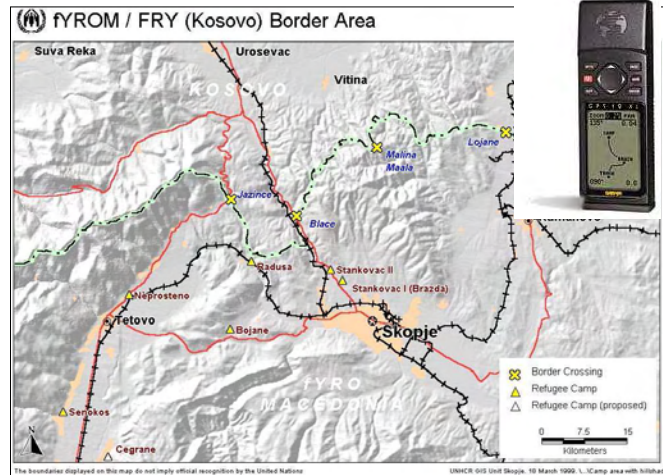 fYROM / FRY (Kosovo) Border Area
Suva Reka
Urosevac
Vitina
KOSOVO
Lojane
Malina
Maala
Jazince
Blace
Radusa
Stankovac II
Stankovac I (Brazda)
Neprosteno
Tetovo
Bojane
Skopje
fYRO
MACEDONIA
Senokos
Cegrane
Border Crossing
Refugee Camp
Refugee Camp (proposed)
0 7.5 15
Kilometers
N
The boundaries displayed on this map do not imply official recognition by the United Nations
UNHCR GIS Unit Skopje,
March 1999.